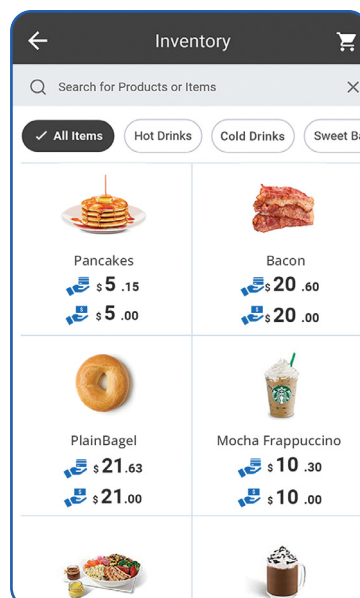 Inventory
Search for Products or Items
All Items Hot Drinks Cold Drinks Sweet Ba
Pancakes Bacon
$ 5 .15 $ 20 .60
$ 5 .00 $ 20 .00
PlainBagel Mocha Frappuccino
$ 21.63 $ 10 .30
$ 21.00 $ 10 .00